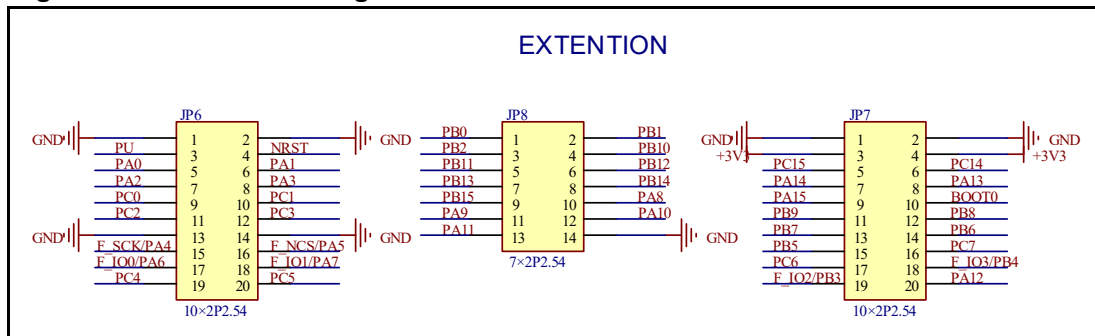 EXTENTION
JP6
GND 1 2 GND
PU 3 4 NRST
PA0 5 6 PA1
PA2 7 8 PA3
PC0 9 10 PC1
PC2 11 12 PC3
GND 13 14 GND
F_SCK/PA4 15 16 F_NCS/PA5
F_IO0/PA6 17 18 F_IO1/PA7
PC4 19 20 PC5
10×2P2.54
JP8
PB0 1 2 PB1
PB2 3 4 PB10
PB11 5 6 PB12
PB13 7 8 PB14
PB15 9 10 PA8
PA9 11 12 PA10
PA11 13 14 GND
7×2P2.54
JP7
GND 1 2 GND
+3V3 3 4 +3V3
PC15 5 6 PC14
PA14 7 8 PA13
PA15 9 10 BOOT0
PB9 11 12 PB8
PB7 13 14 PB6
PB5 15 16 PC7
PC6 17 18 F_IO3/PB4
F_IO2/PB3 19 20 PA12
10×2P2.54